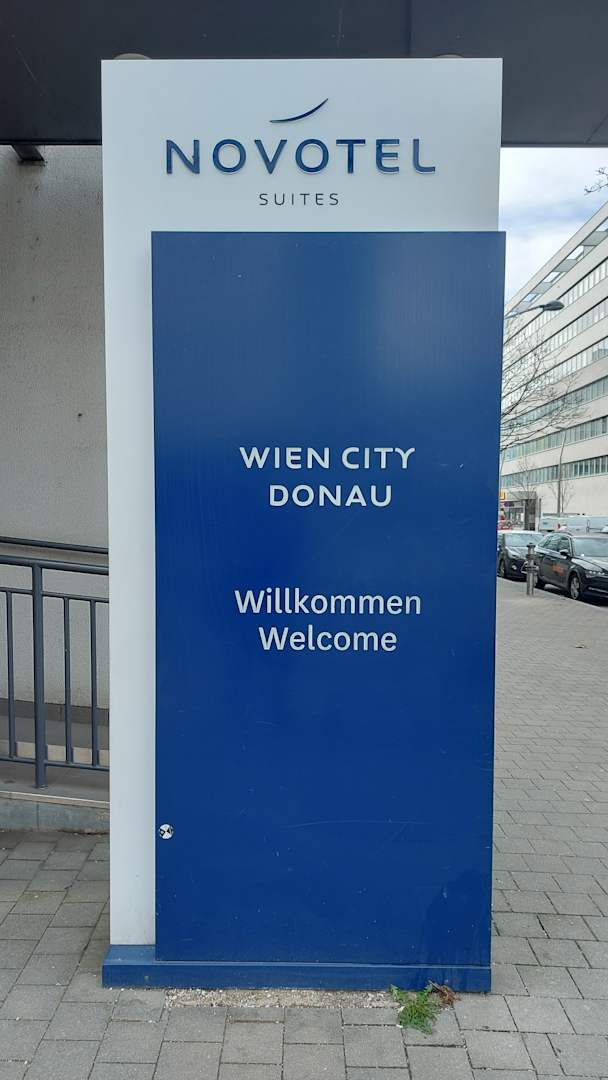 NOVOTEL
SUITES
WIEN CITY
DONAU
Willkommen
Welcome